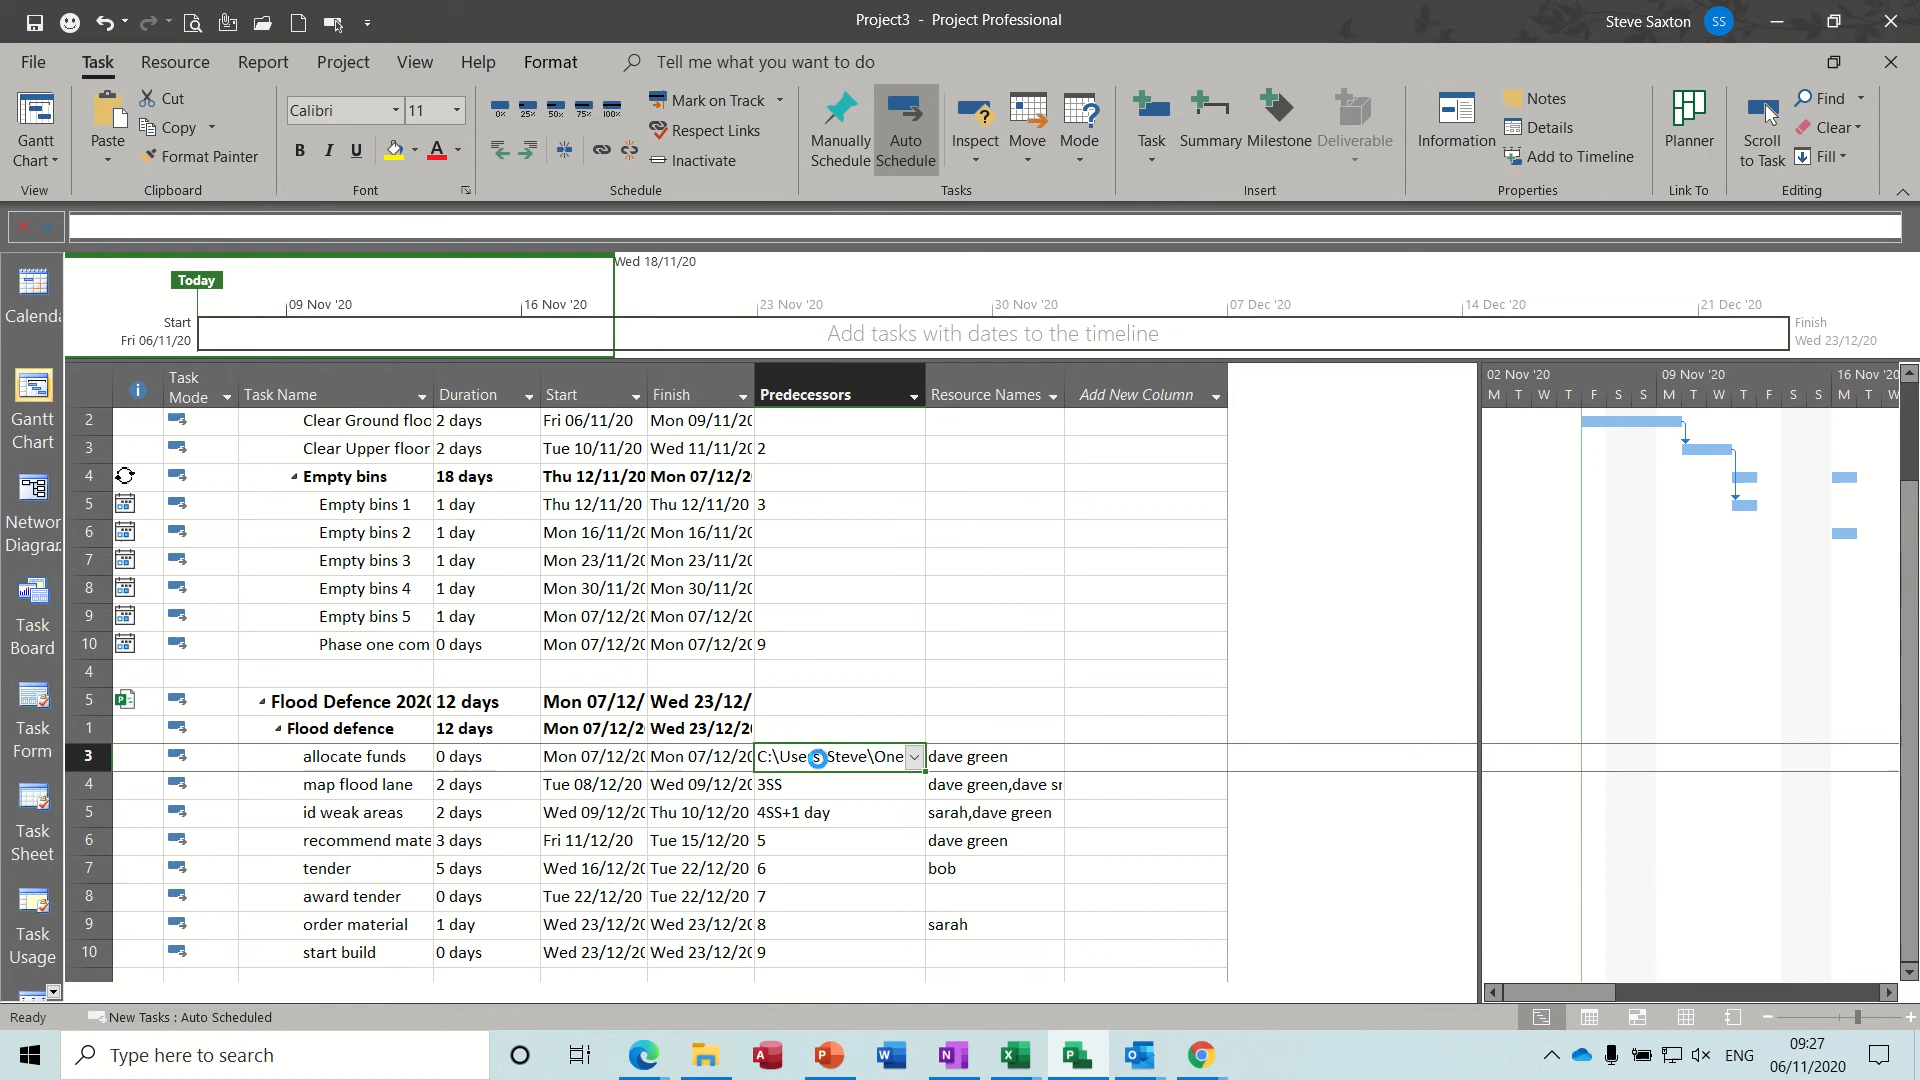 Project3 - Project Professional
Steve Saxton
SS
File Task Resource Report Project View Help Format Tell me what you want to do
Gantt Chart
View
Paste
Cut
Copy
Format Painter
Clipboard
Calibri 11
B I U A
Font
0% 25% 50% 75% 100%
Mark on Track
Respect Links
Inactivate
Schedule
Manually Schedule
Auto Schedule
Inspect
Move
Mode
Tasks
Task
Summary
Milestone
Deliverable
Insert
Information
Notes
Details
Add to Timeline
Properties
Planner
Link To
Scroll to Task
Find
Clear
Fill
Editing
Wed 18/11/20
Today
09 Nov '20 16 Nov '20 23 Nov '20 30 Nov '20 07 Dec '20 14 Dec '20 21 Dec '20
Start
Fri 06/11/20
Add tasks with dates to the timeline
Finish
Wed 23/12/20
Calenda
Gantt Chart
Networ Diagran
Task Board
Task Form
Task Sheet
Task Usage
Task Mode Task Name Duration Start Finish Predecessors Resource Names Add New Column
02 Nov '20 09 Nov '20 16 Nov '20
M T W T F S S M T W T F S S M T W
2 Clear Ground floo 2 days Fri 06/11/20 Mon 09/11/20
3 Clear Upper floor 2 days Tue 10/11/20 Wed 11/11/20 2
4 Empty bins 18 days Thu 12/11/20 Mon 07/12/2
5 Empty bins 1 1 day Thu 12/11/20 Thu 12/11/20 3
6 Empty bins 2 1 day Mon 16/11/20 Mon 16/11/20
7 Empty bins 3 1 day Mon 23/11/20 Mon 23/11/20
8 Empty bins 4 1 day Mon 30/11/20 Mon 30/11/20
9 Empty bins 5 1 day Mon 07/12/20 Mon 07/12/20
10 Phase one com 0 days Mon 07/12/20 Mon 07/12/20 9
4
5 Flood Defence 2020 12 days Mon 07/12/ Wed 23/12/
1 Flood defence 12 days Mon 07/12/20 Wed 23/12/2
3 allocate funds 0 days Mon 07/12/20 Mon 07/12/20 C:\Users\Steve\One dave green
4 map flood lane 2 days Tue 08/12/20 Wed 09/12/20 3SS dave green,dave sr
5 id weak areas 2 days Wed 09/12/20 Thu 10/12/20 4SS+1 day sarah,dave green
6 recommend mate 3 days Fri 11/12/20 Tue 15/12/20 5 dave green
7 tender 5 days Wed 16/12/20 Tue 22/12/20 6 bob
8 award tender 0 days Tue 22/12/20 Tue 22/12/20 7
9 order material 1 day Wed 23/12/20 Wed 23/12/20 8 sarah
10 start build 0 days Wed 23/12/20 Wed 23/12/20 9
Ready New Tasks : Auto Scheduled
Type here to search
ENG
09:27
06/11/2020